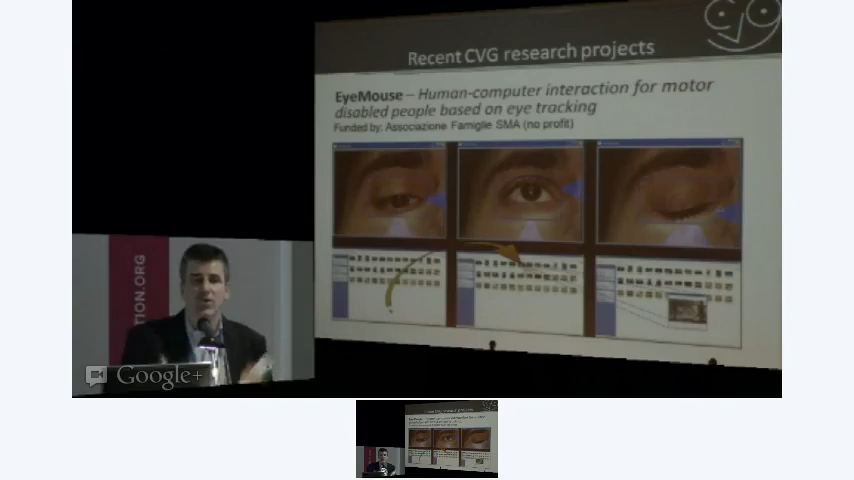 Recent CVG research projects
EyeMouse – Human-computer interaction for motor
disabled people based on eye tracking
Funded by: Associazione Famiglie SMA (no profit)
TION.ORG
Google+